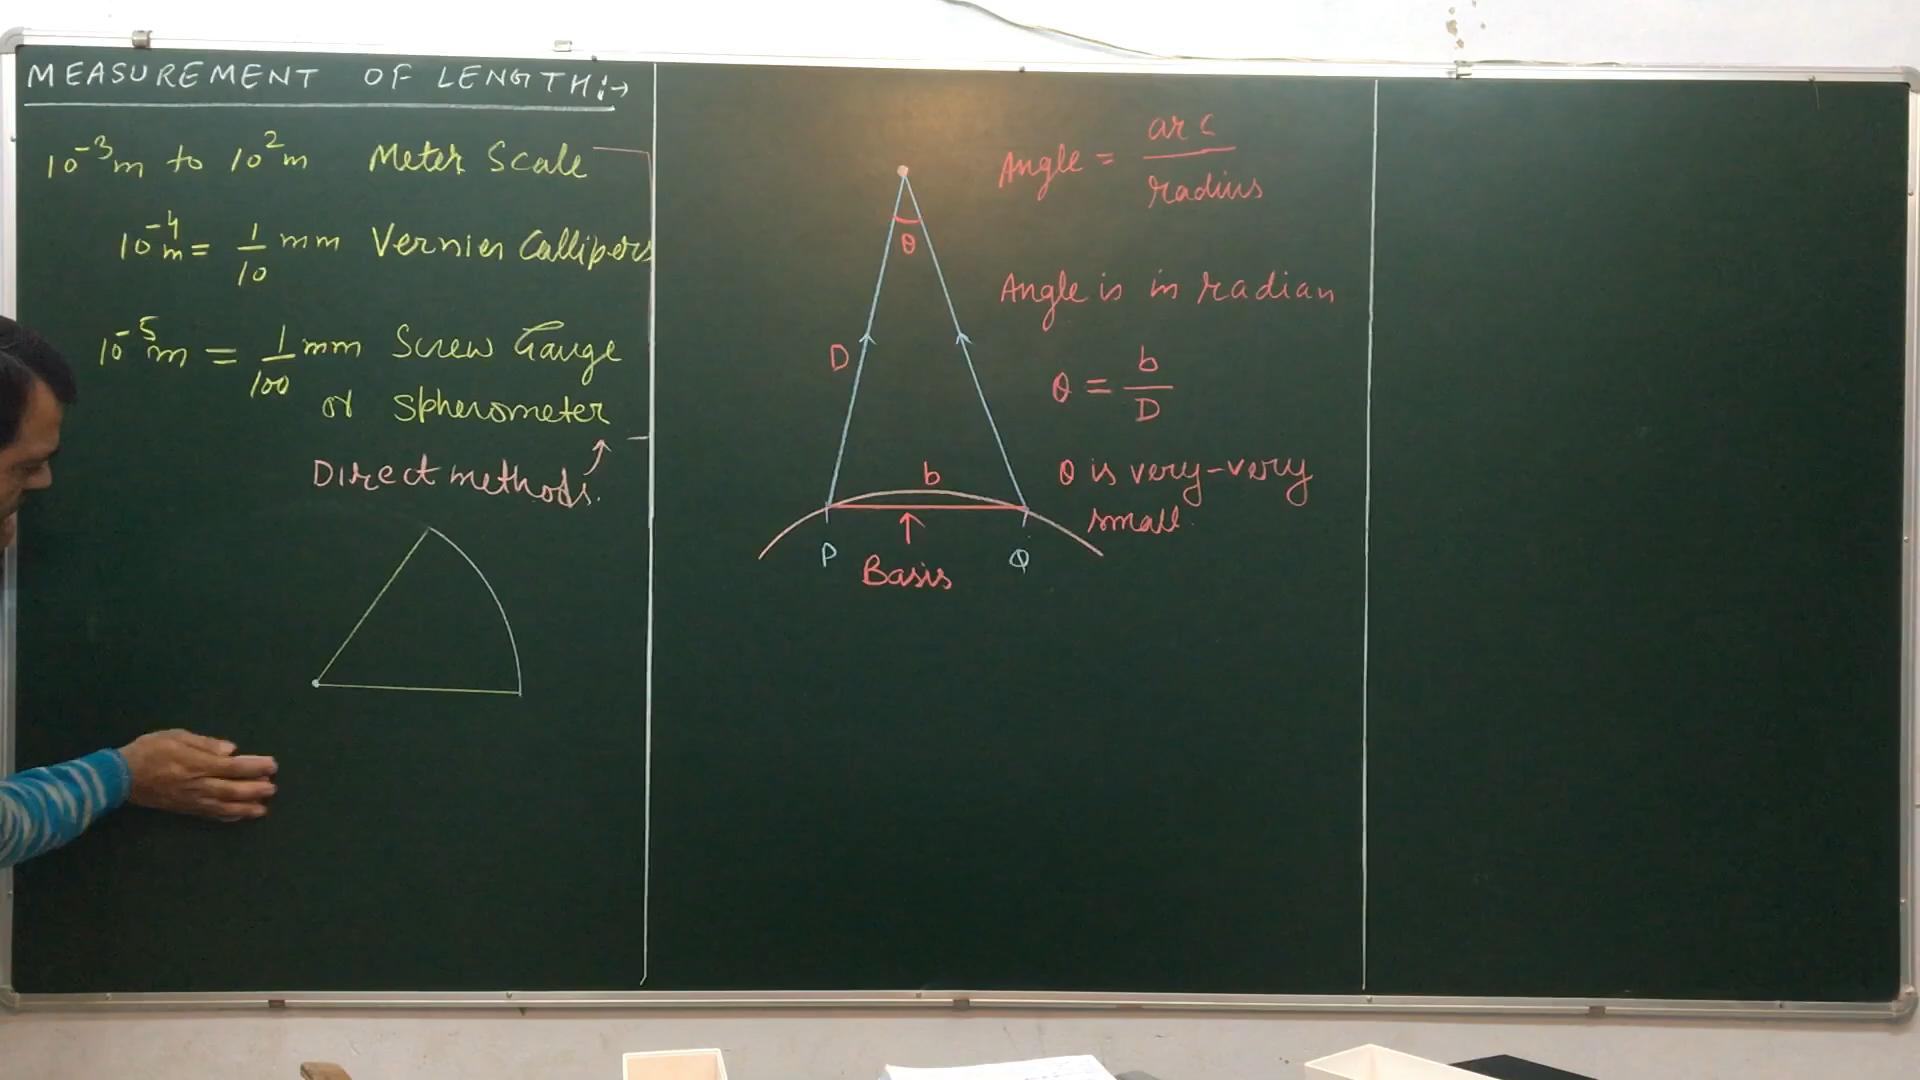 MEASUREMENT OF LENGTH:→
10⁻³m to 10²m Meter Scale
10⁻⁴m = 1/10 mm Vernier Callipers
10⁻⁵m = 1/100 mm Screw Gauge
or Spherometer
Direct methods.
Angle = arc/radius
θ
Angle is in radian
D
θ = b/D
b
θ is very-very
small.
P
Q
Basis